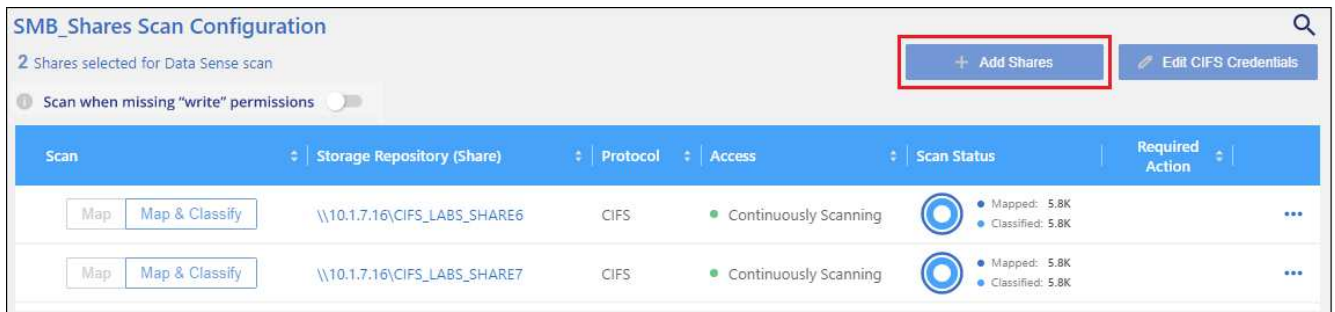 SMB_Shares Scan Configuration
2 Shares selected for Data Sense scan
+ Add Shares
Edit CIFS Credentials
Scan when missing "write" permissions
Scan Storage Repository (Share) Protocol Access Scan Status Required Action
Map Map & Classify \\10.1.7.16\CIFS_LABS_SHARE6 CIFS Continuously Scanning Mapped: 5.8K
Classified: 5.8K
Map Map & Classify \\10.1.7.16\CIFS_LABS_SHARE7 CIFS Continuously Scanning Mapped: 5.8K
Classified: 5.8K